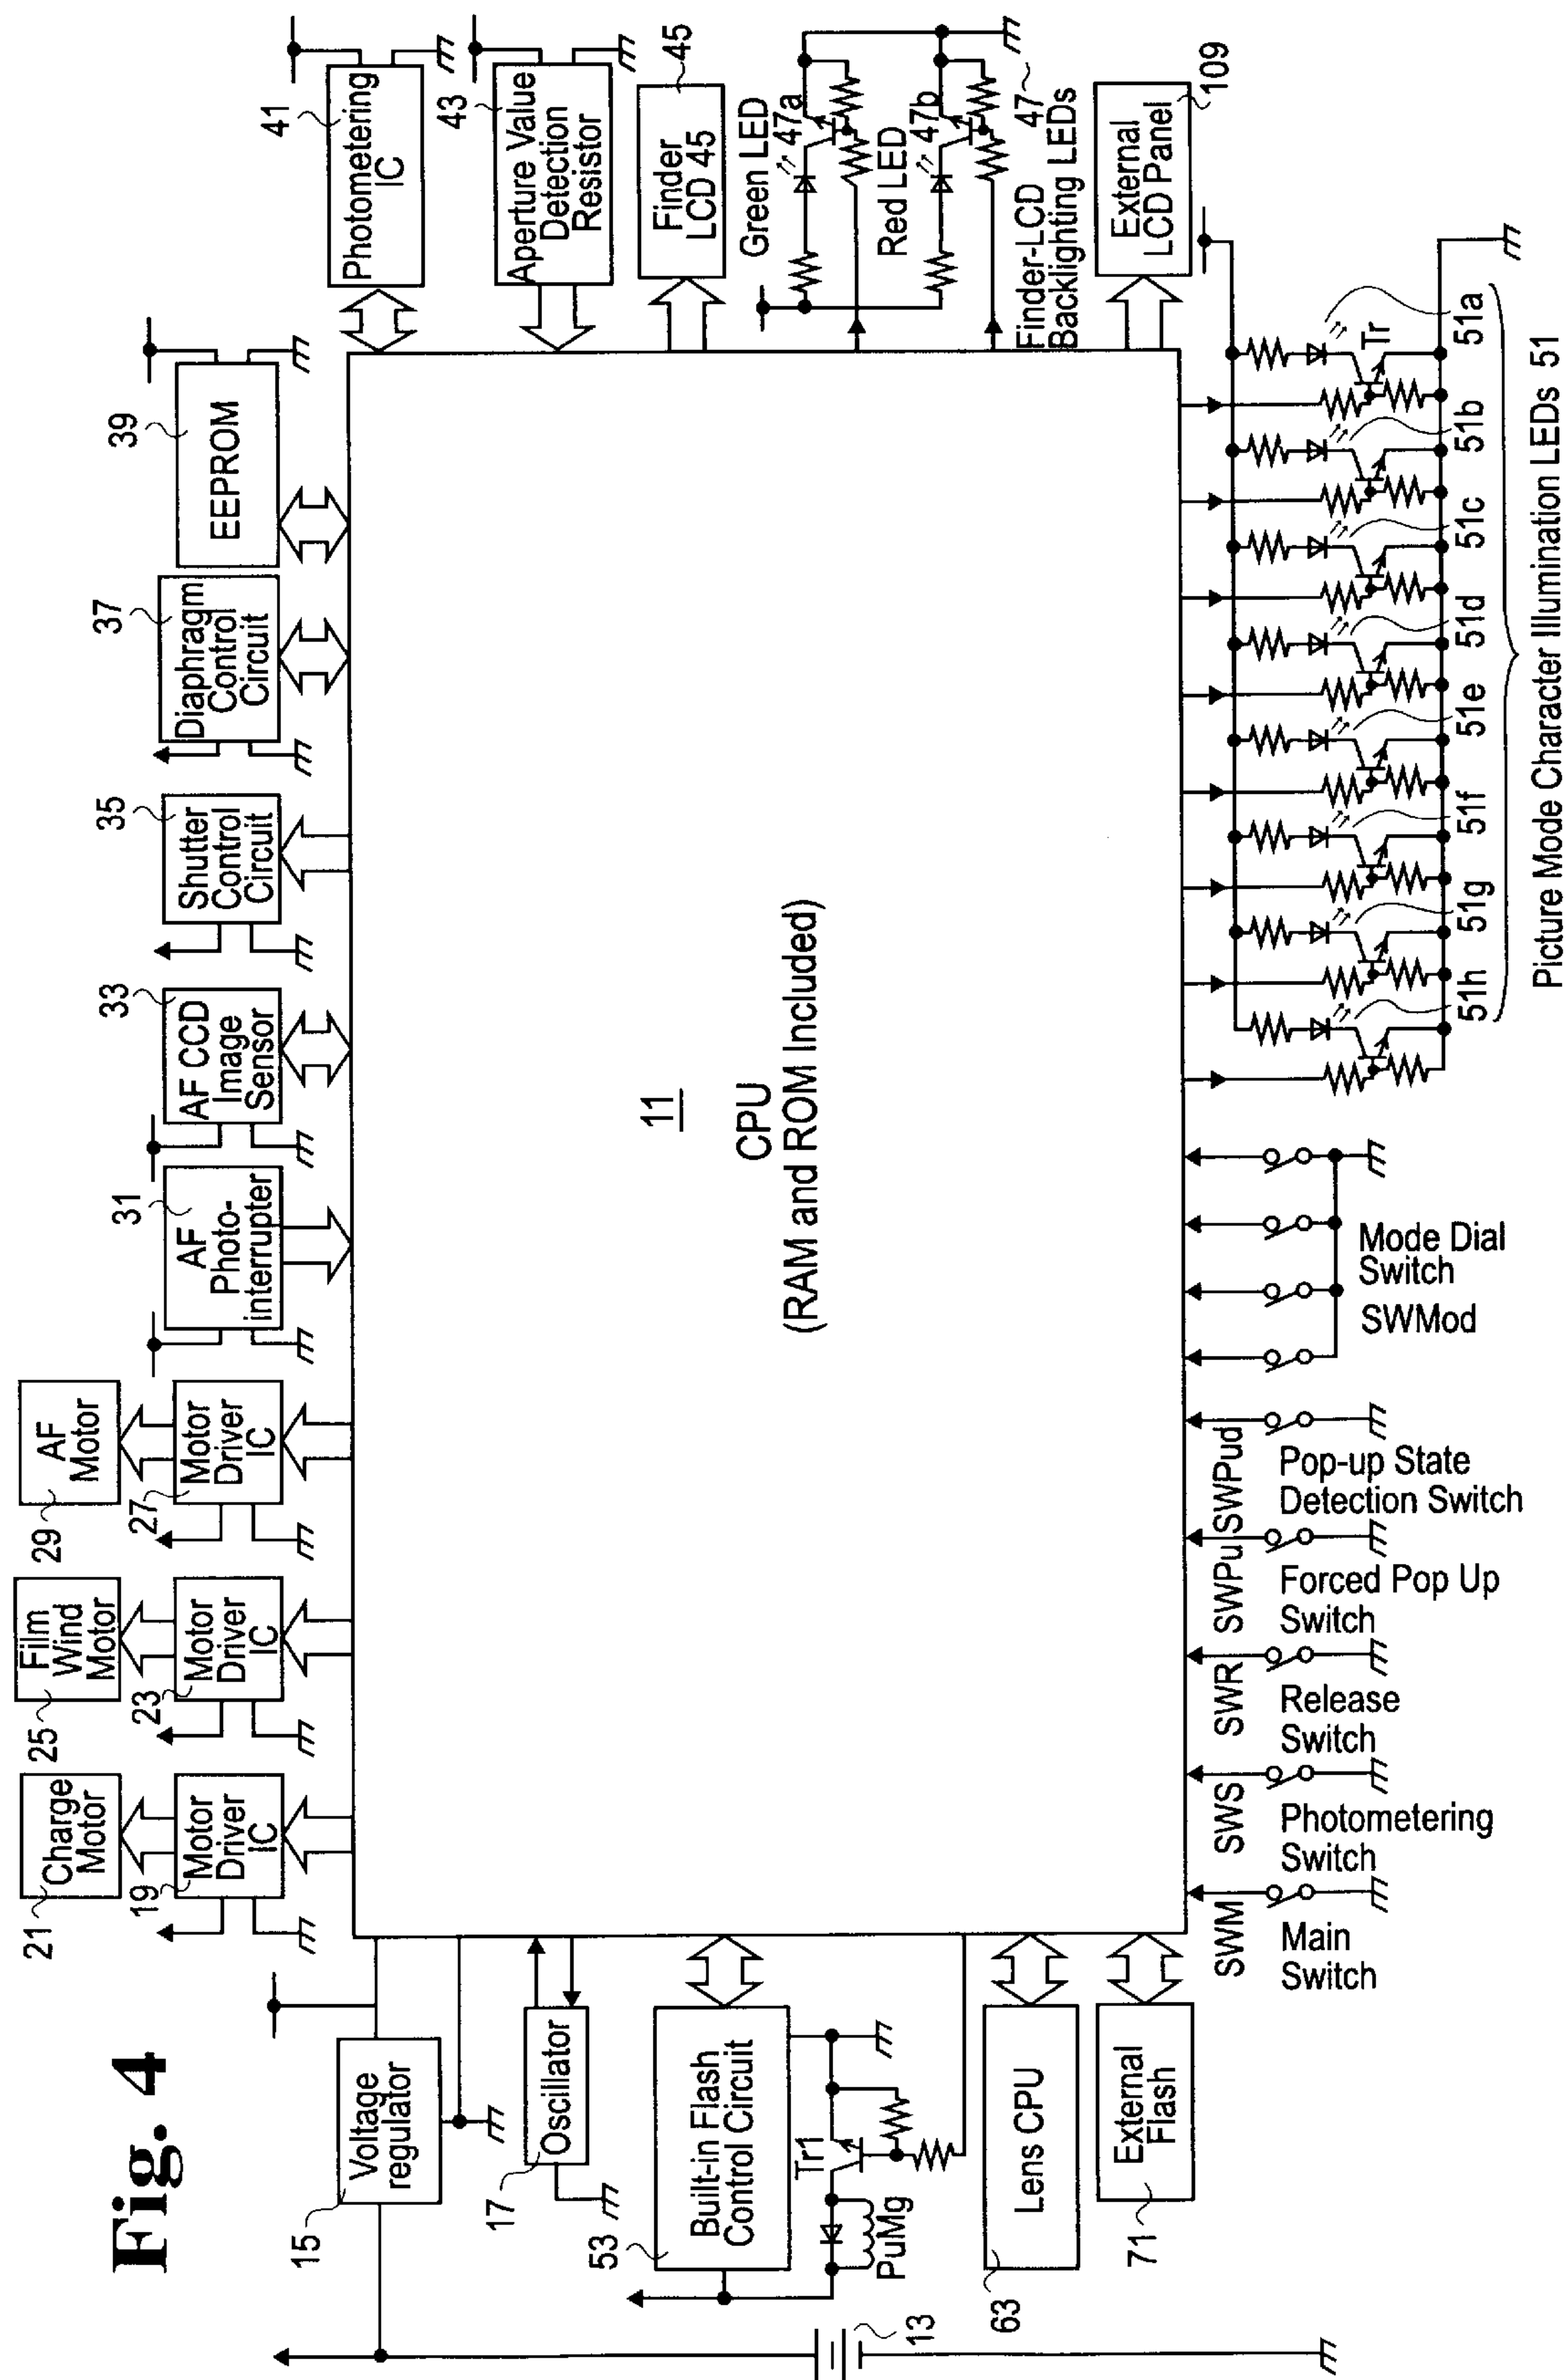 Fig. 4
21
Charge
Motor
19
Motor
Driver
IC
25
Film
Wind
Motor
23
Motor
Driver
IC
29
AF
Motor
27
Motor
Driver
IC
31
AF
Photo-
interrupter
33
AF CCD
Image
Sensor
35
Shutter
Control
Circuit
37
Diaphragm
Control
Circuit
39
EEPROM
41
Photometering
IC
43
Aperture Value
Detection
Resistor
45
Finder
LCD 45
Green LED
47a
Red LED
47b
47
Finder-LCD
Backlighting LEDs
109
External
LCD Panel
15
Voltage
regulator
17
Oscillator
53
Built-in Flash
Control Circuit
Tr1
PuMg
13
63
Lens CPU
71
External
Flash
11
CPU
(RAM and ROM Included)
SWM
Main
Switch
SWS
Photometering
Switch
SWR
Release
Switch
SWPu
Forced Pop Up
Switch
SWPud
Pop-up State
Detection Switch
Mode Dial
Switch
SWMod
Tr
51h
51g
51f
51e
51d
51c
51b
51a
Picture Mode Character Illumination LEDs 51